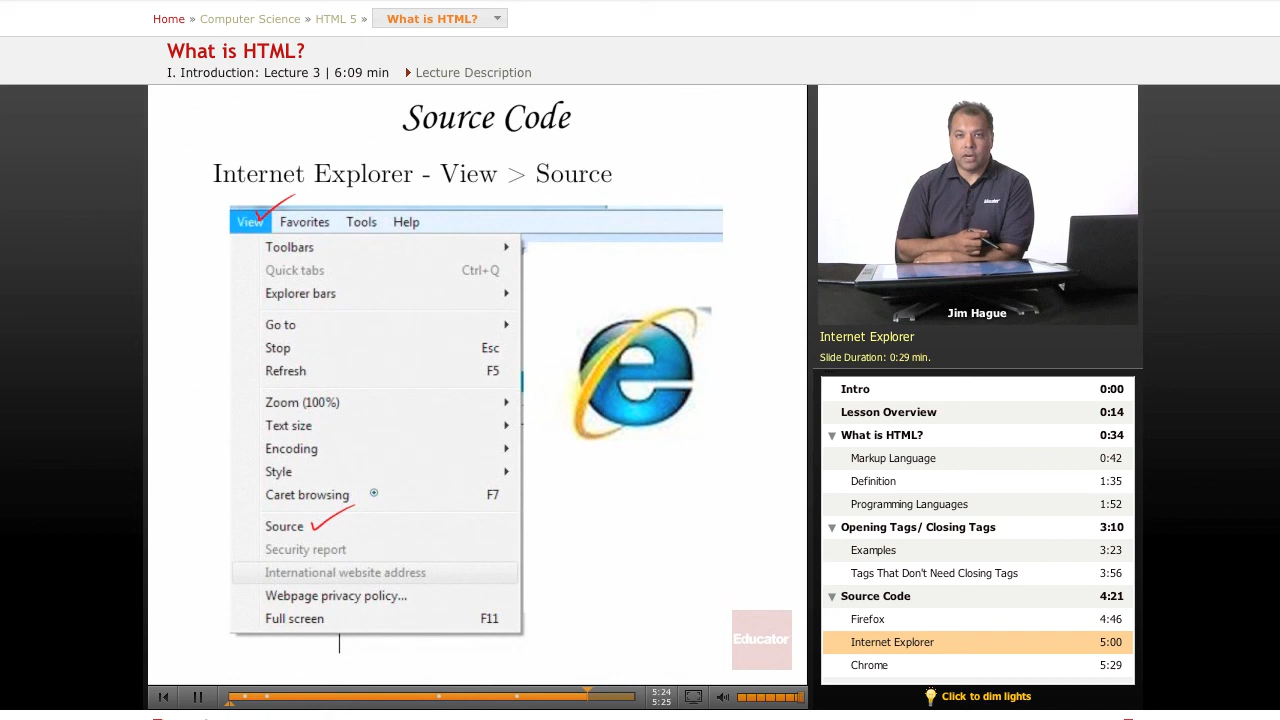 Home » Computer Science » HTML 5 » What is HTML?
What is HTML?
I. Introduction: Lecture 3 | 6:09 min Lecture Description
Source Code
Internet Explorer - View > Source
View Favorites Tools Help
Toolbars
Quick tabs Ctrl+Q
Explorer bars
Go to
Stop Esc
Refresh F5
Zoom (100%)
Text size
Encoding
Style
Caret browsing F7
Source
Security report
International website address
Webpage privacy policy...
Full screen F11
Educator
5:24
5:25
Educator
Jim Hague
Internet Explorer
Slide Duration: 0:29 min.
Intro 0:00
Lesson Overview 0:14
What is HTML? 0:34
Markup Language 0:42
Definition 1:35
Programming Languages 1:52
Opening Tags/ Closing Tags 3:10
Examples 3:23
Tags That Don't Need Closing Tags 3:56
Source Code 4:21
Firefox 4:46
Internet Explorer 5:00
Chrome 5:29
Click to dim lights